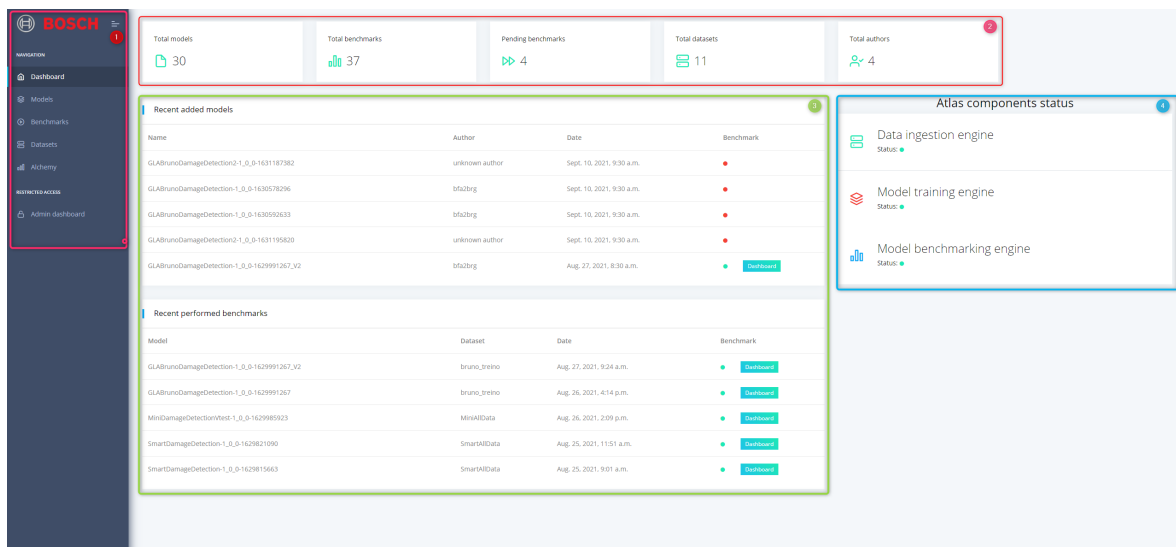 BOSCH
1
NAVIGATION
Dashboard
Models
Benchmarks
Datasets
Alchemy
RESTRICTED ACCESS
Admin dashboard
2
Total models
30
Total benchmarks
37
Pending benchmarks
4
Total datasets
11
Total authors
4
3
Recent added models
Name Author Date Benchmark
GLABrunoDamageDetection2-1_0_0-1631187382 unknown author Sept. 10, 2021, 9:30 a.m.
GLABrunoDamageDetection-1_0_0-1630578296 bfa2brg Sept. 10, 2021, 9:30 a.m.
GLABrunoDamageDetection-1_0_0-1630592633 bfa2brg Sept. 10, 2021, 9:30 a.m.
GLABrunoDamageDetection2-1_0_0-1631195820 unknown author Sept. 10, 2021, 9:30 a.m.
GLABrunoDamageDetection-1_0_0-1629991267_V2 bfa2brg Aug. 27, 2021, 8:30 a.m. Dashboard
Recent performed benchmarks
Model Dataset Date Benchmark
GLABrunoDamageDetection-1_0_0-1629991267_V2 bruno_treino Aug. 27, 2021, 9:24 a.m. Dashboard
GLABrunoDamageDetection-1_0_0-1629991267 bruno_treino Aug. 26, 2021, 4:14 p.m. Dashboard
MiniDamageDetectionVtest-1_0_0-1629985923 MiniAllData Aug. 26, 2021, 2:09 p.m. Dashboard
SmartDamageDetection-1_0_0-1629821090 SmartAllData Aug. 25, 2021, 11:51 a.m. Dashboard
SmartDamageDetection-1_0_0-1629815663 SmartAllData Aug. 25, 2021, 9:01 a.m. Dashboard
Atlas components status
4
Data ingestion engine
Status:
Model training engine
Status:
Model benchmarking engine
Status: